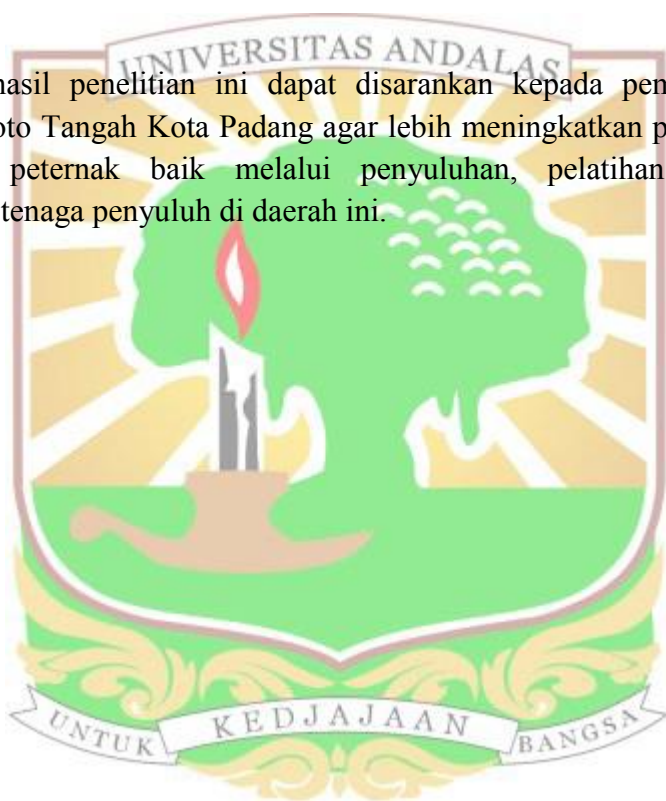 UNIVERSITAS ANDALAS
hasil penelitian ini dapat disarankan kepada pem
oto Tangah Kota Padang agar lebih meningkatkan p
peternak baik melalui penyuluhan, pelatihan
tenaga penyuluh di daerah ini.
UNTUK KEDJAJAAN BANGSA